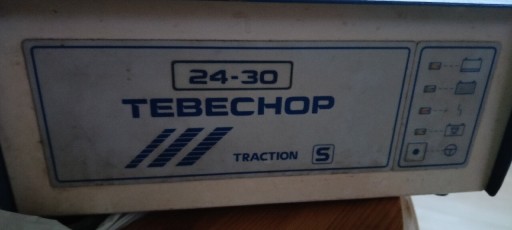 24-30
TEBECHOP
TRACTION S